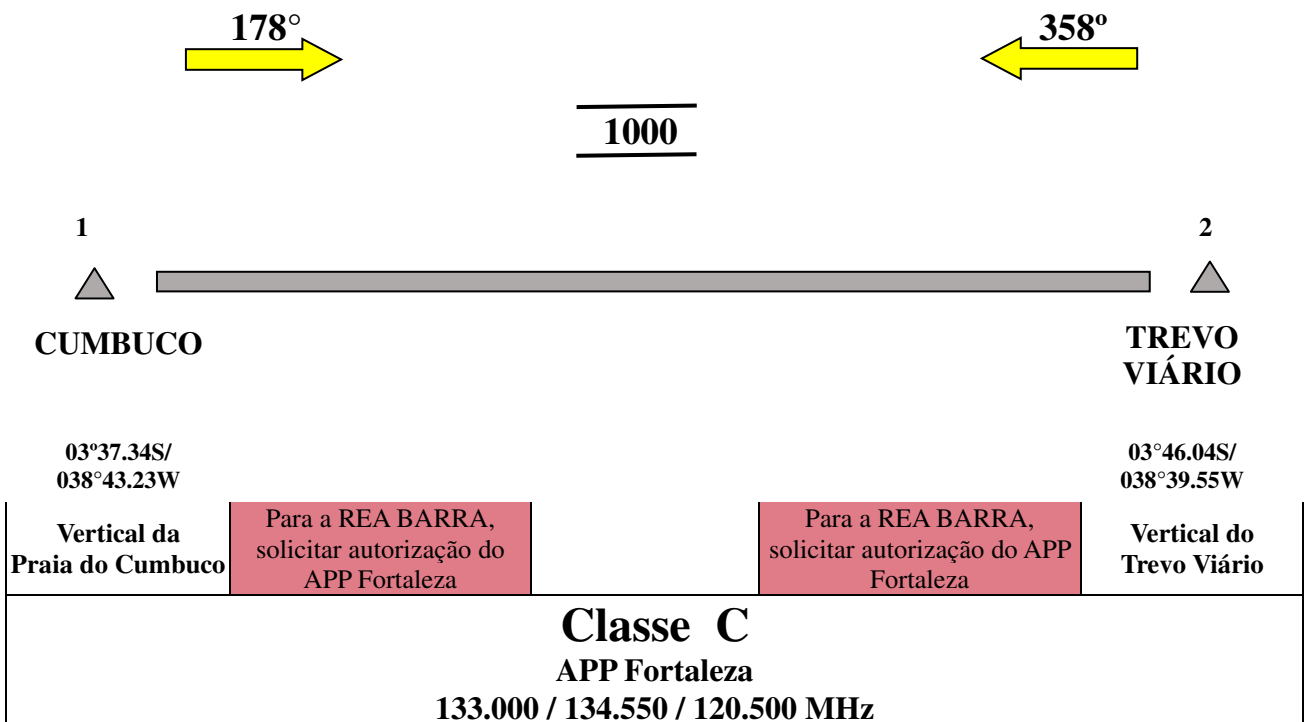 178°
358º
1000
1
2
CUMBUCO
TREVO
VIÁRIO
03º37.34S/
038°43.23W
03°46.04S/
038°39.55W
Vertical da
Praia do Cumbuco
Para a REA BARRA,
solicitar autorização do
APP Fortaleza
Para a REA BARRA,
solicitar autorização do APP
Fortaleza
Vertical do
Trevo Viário
Classe C
APP Fortaleza
133.000 / 134.550 / 120.500 MHz